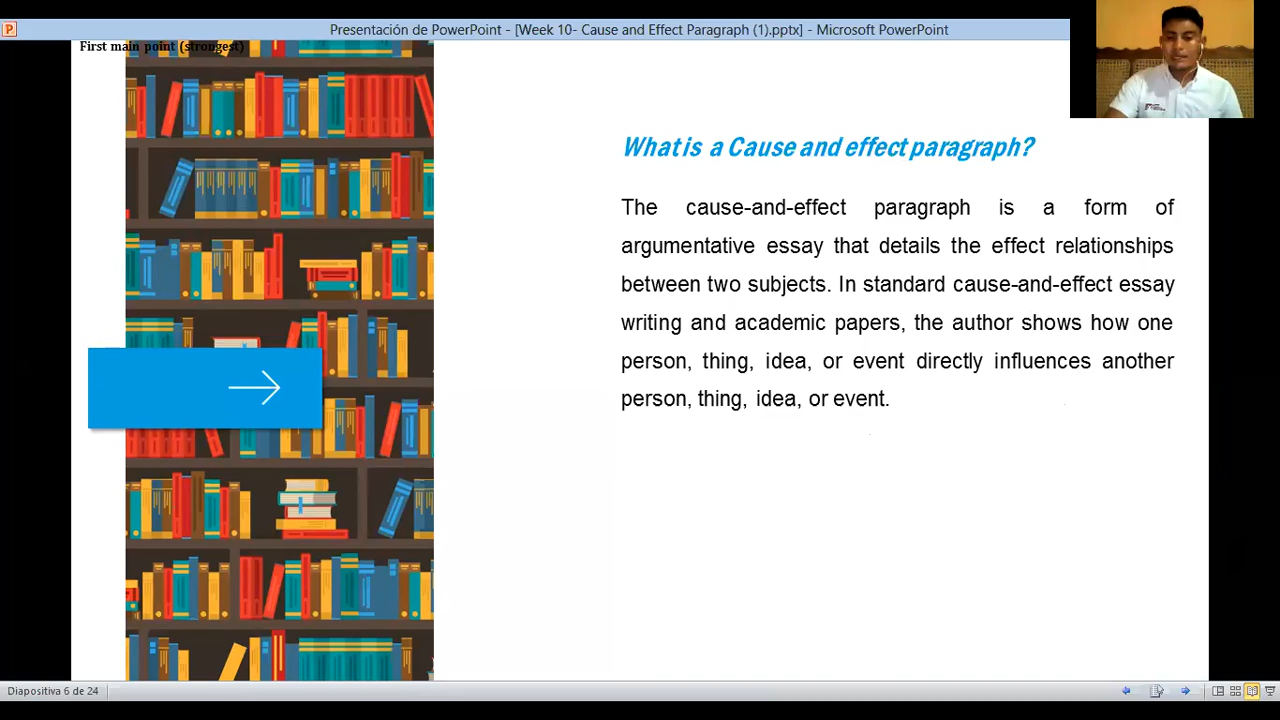 Presentación de PowerPoint - [Week 10- Cause and Effect Paragraph (1).pptx] - Microsoft PowerPoint
First main point (strongest)
What is a Cause and effect paragraph?
The cause-and-effect paragraph is a form of
argumentative essay that details the effect relationships
between two subjects. In standard cause-and-effect essay
writing and academic papers, the author shows how one
person, thing, idea, or event directly influences another
person, thing, idea, or event.
Diapositiva 6 de 24